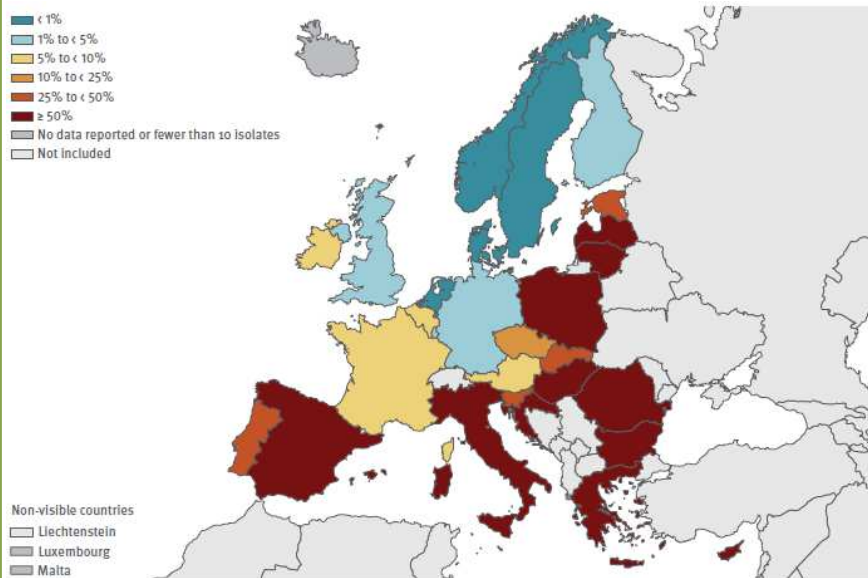 < 1%
1% to < 5%
5% to < 10%
10% to < 25%
25% to < 50%
≥ 50%
No data reported or fewer than 10 isolates
Not included
Non-visible countries
Liechtenstein
Luxembourg
Malta